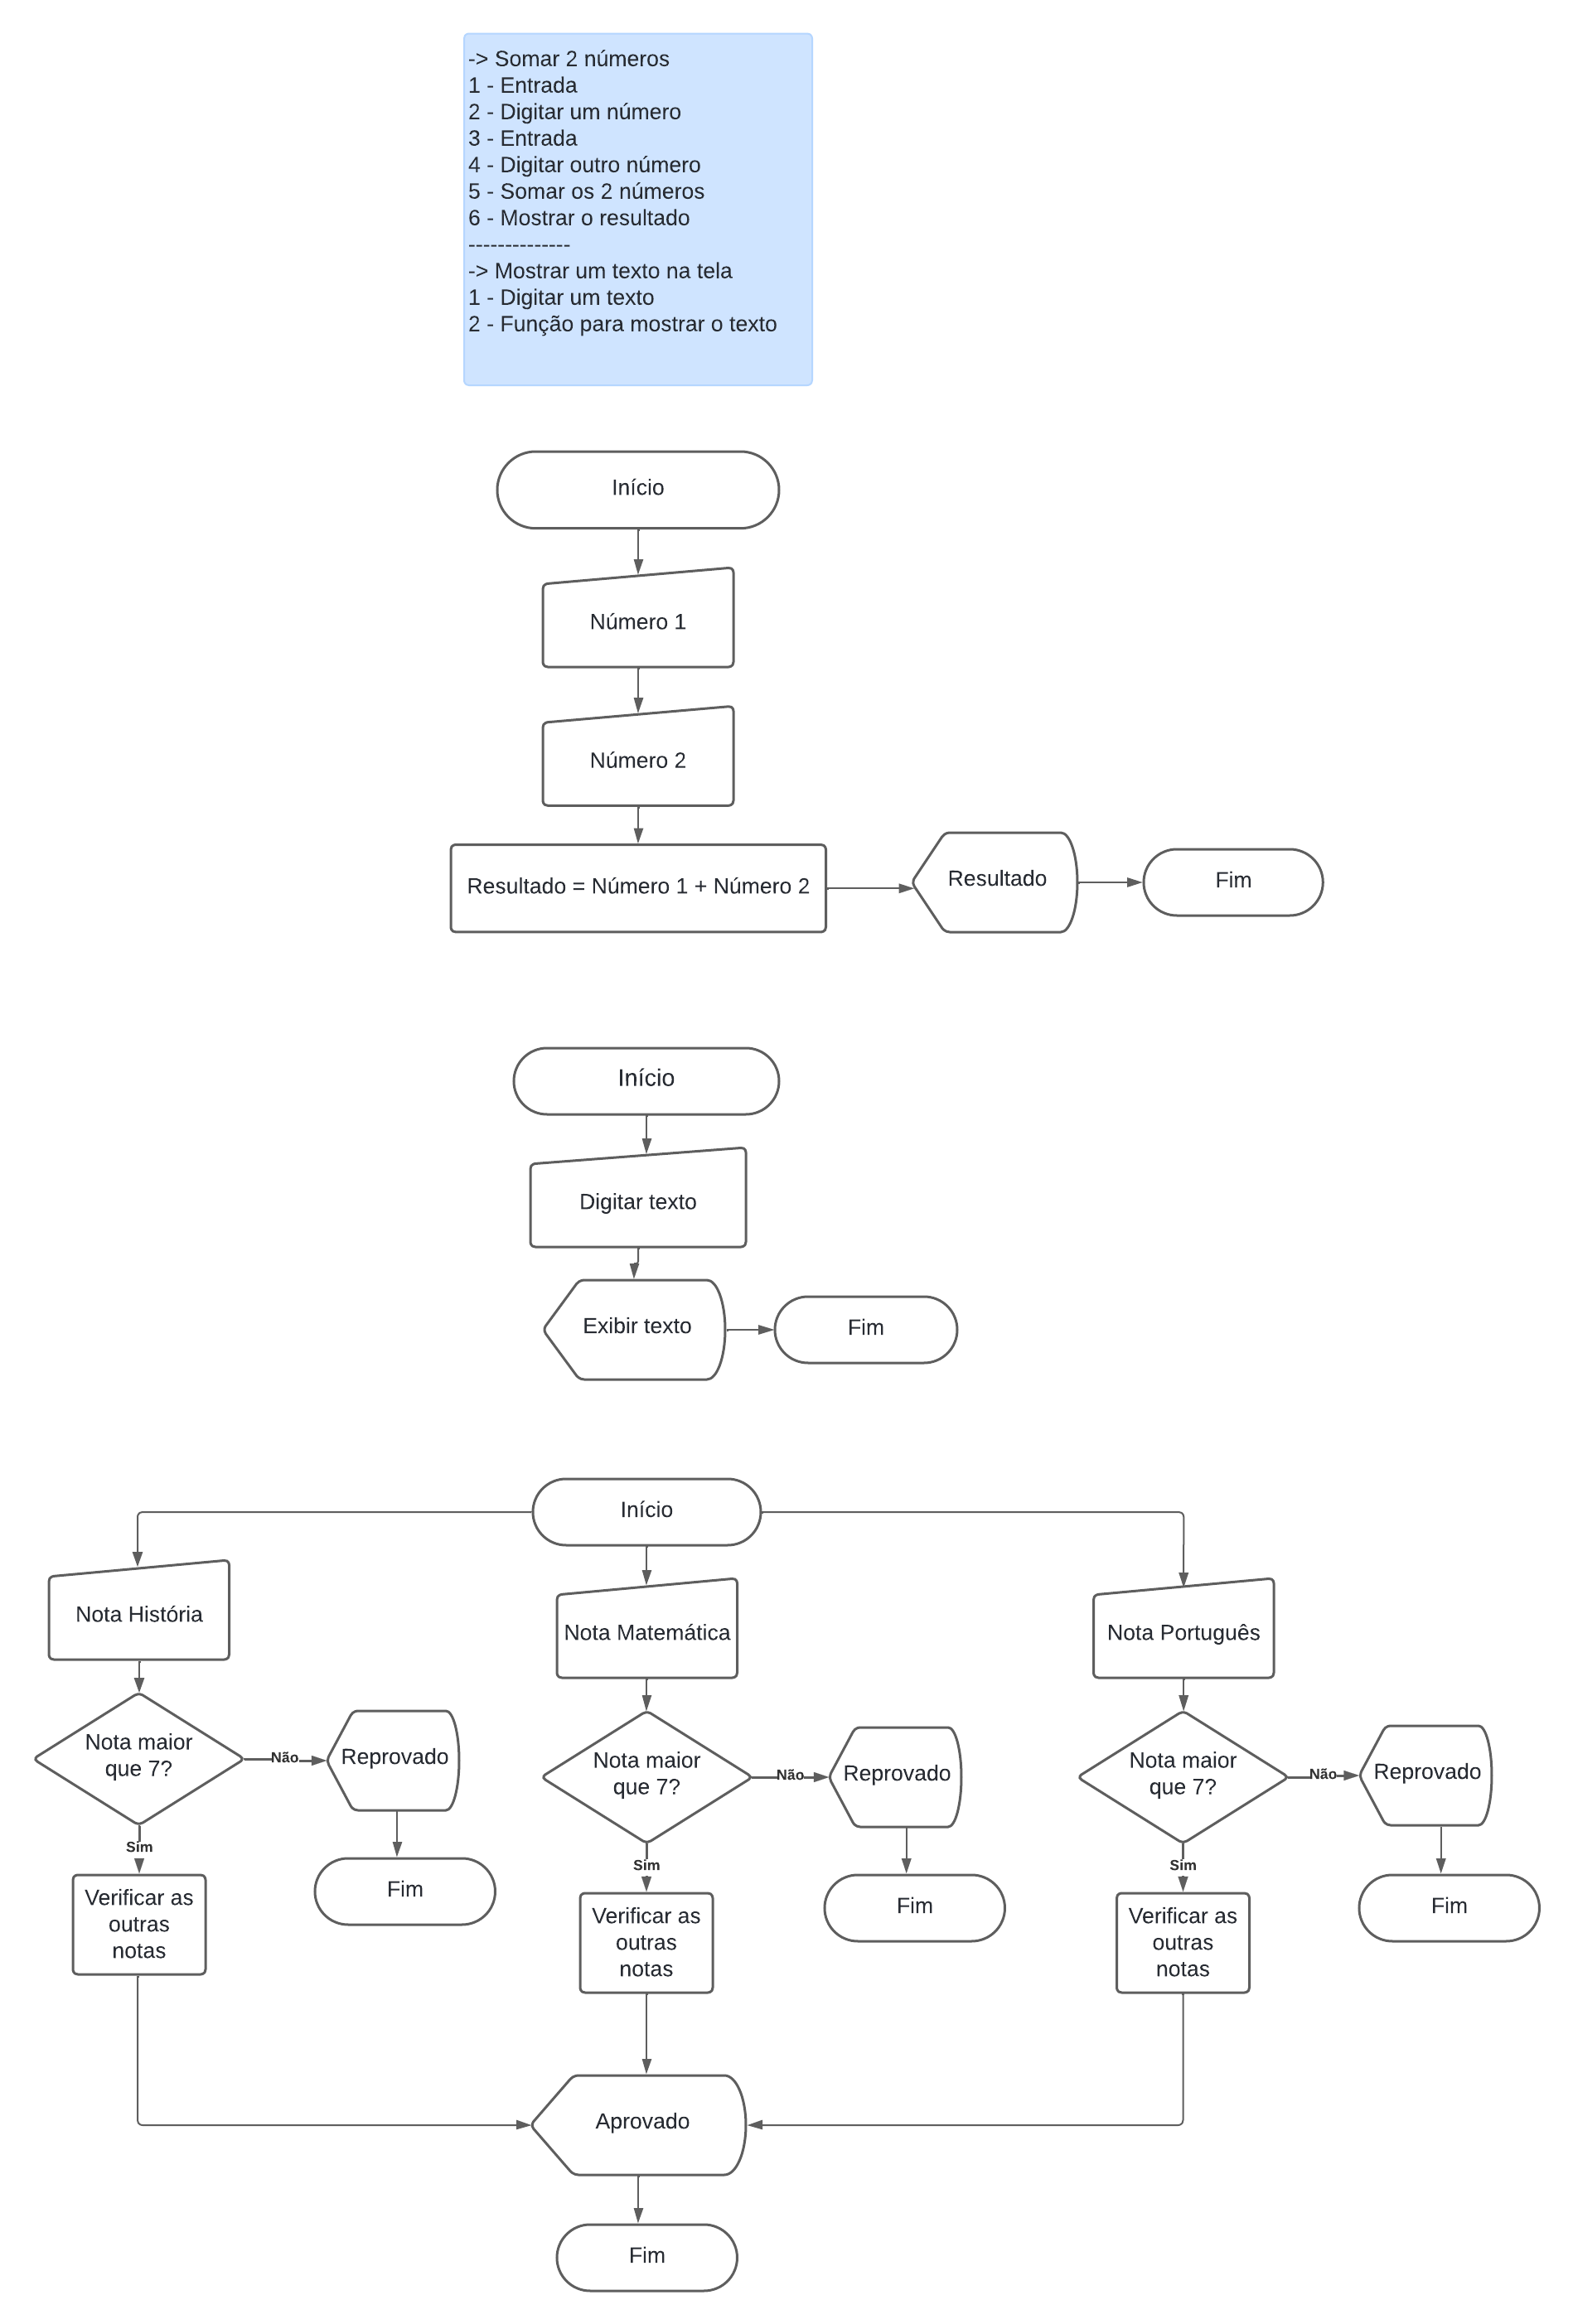 -> Somar 2 números
1 - Entrada
2 - Digitar um número
3 - Entrada
4 - Digitar outro número
5 - Somar os 2 números
6 - Mostrar o resultado
--------------
-> Mostrar um texto na tela
1 - Digitar um texto
2 - Função para mostrar o texto
Início
Número 1
Número 2
Resultado = Número 1 + Número 2
Resultado
Fim
Início
Digitar texto
Exibir texto
Fim
Início
Nota História
Nota maior
que 7?
Não
Reprovado
Fim
Sim
Verificar as
outras
notas
Nota Matemática
Nota maior
que 7?
Não
Reprovado
Fim
Sim
Verificar as
outras
notas
Nota Português
Nota maior
que 7?
Não
Reprovado
Fim
Sim
Verificar as
outras
notas
Aprovado
Fim